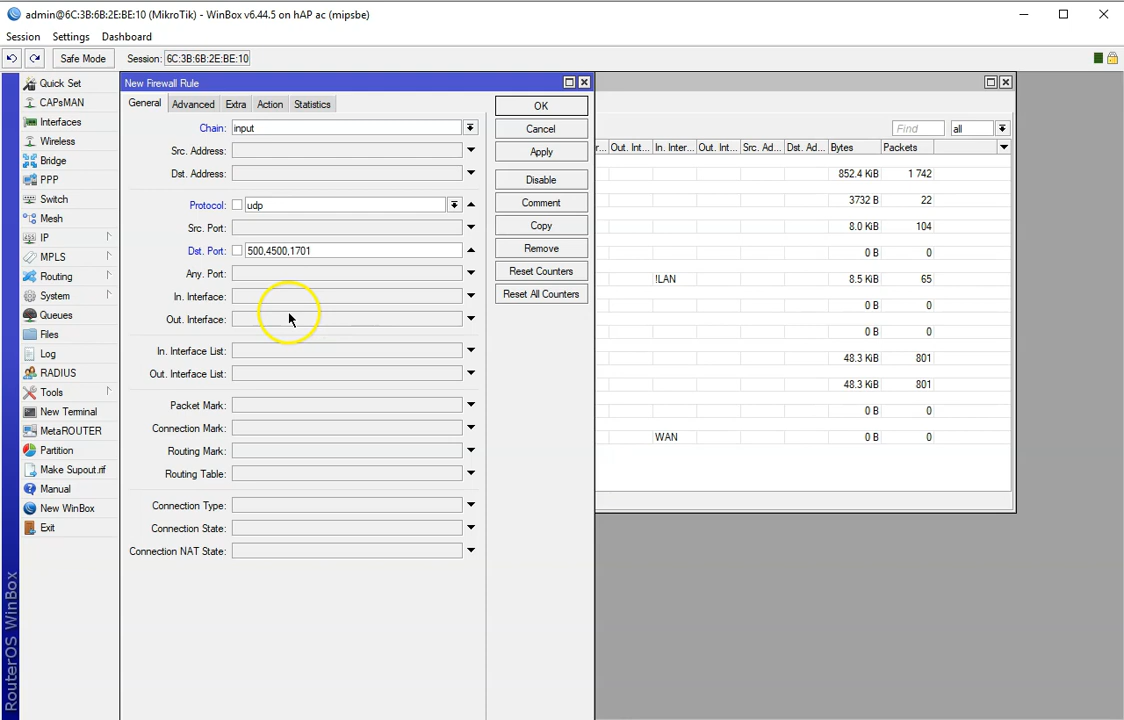 admin@6C:3B:6B:2E:BE:10 (MikroTik) - WinBox v6.44.5 on hAP ac (mipsbe)
Session Settings Dashboard
Safe Mode Session: 6C:3B:6B:2E:BE:10
Quick Set
CAPsMAN
Interfaces
Wireless
Bridge
PPP
Switch
Mesh
IP
MPLS
Routing
System
Queues
Files
Log
RADIUS
Tools
New Terminal
MetaROUTER
Partition
Make Supout.rif
Manual
New WinBox
Exit
RouterOS WinBox
New Firewall Rule
General Advanced Extra Action Statistics
Chain: input
Src. Address:
Dst. Address:
Protocol: udp
Src. Port:
Dst. Port: 500,4500,1701
Any. Port:
In. Interface:
Out. Interface:
In. Interface List:
Out. Interface List:
Packet Mark:
Connection Mark:
Routing Mark:
Routing Table:
Connection Type:
Connection State:
Connection NAT State:
OK
Cancel
Apply
Disable
Comment
Copy
Remove
Reset Counters
Reset All Counters
Find all
r... Out. Int... In. Inter... Out. Int... Src. Ad... Dst. Ad... Bytes Packets
852.4 KiB 1 742
3732 B 22
8.0 KiB 104
0 B 0
!LAN 8.5 KiB 65
0 B 0
0 B 0
48.3 KiB 801
48.3 KiB 801
0 B 0
WAN 0 B 0